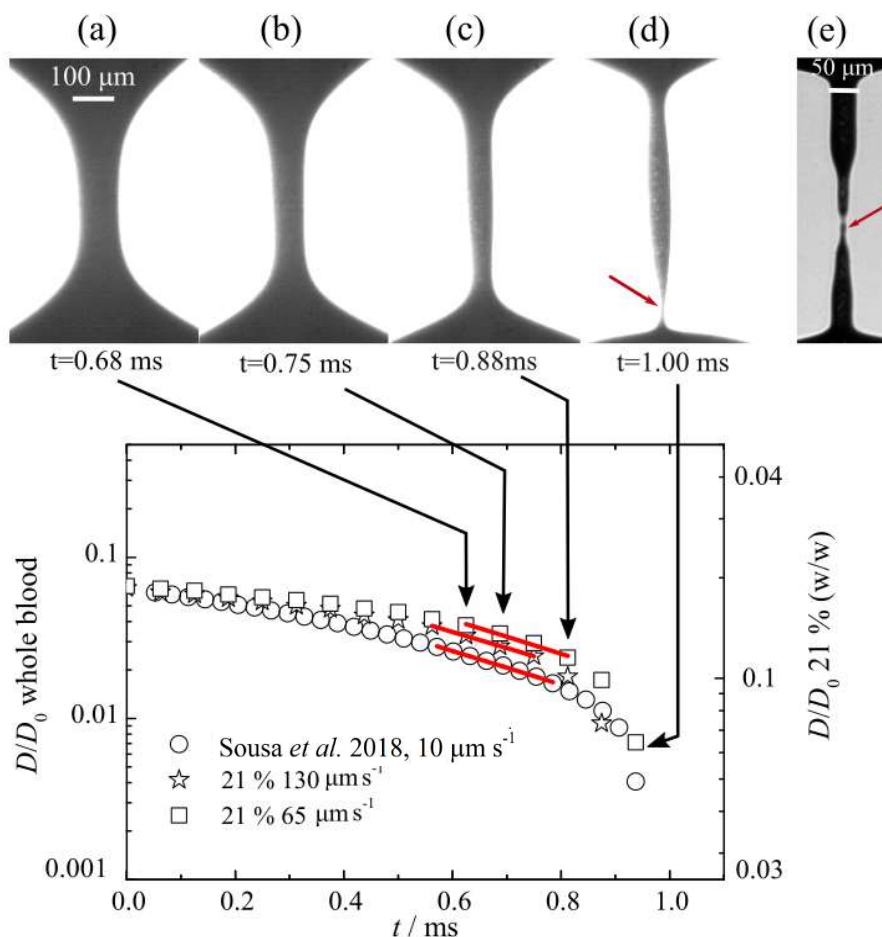 (a) (b) (c) (d) (e)
100 μm
50 μm
t=0.68 ms t=0.75 ms t=0.88ms t=1.00 ms
0.1
0.01
0.001
D/D0 whole blood
0.04
0.1
0.03
D/D0 21 % (w/w)
Sousa et al. 2018, 10 μm s-1
21 % 130 μm s-1
21 % 65 μm s-1
0.0 0.2 0.4 0.6 0.8 1.0
t / ms